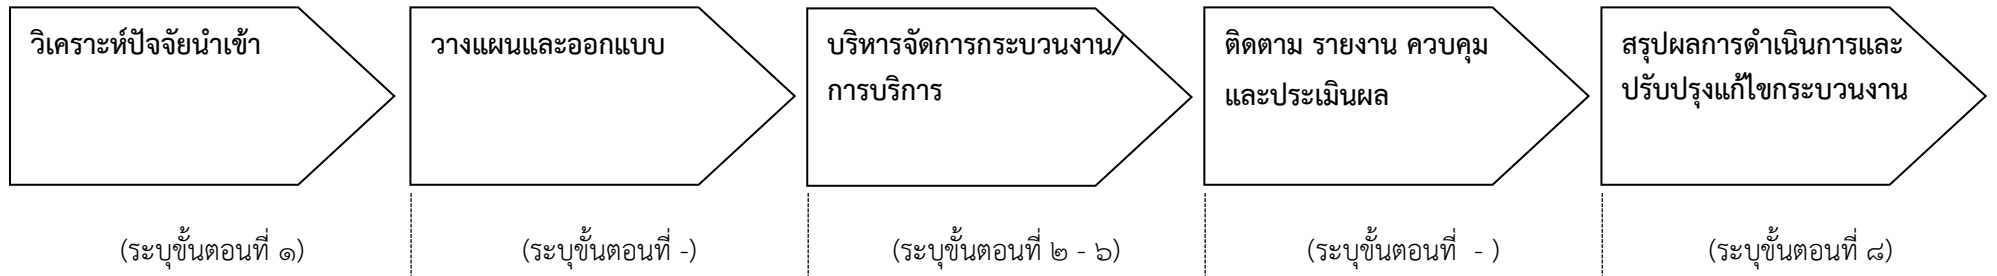 วิเคราะห์ปัจจัยนำเข้า
วางแผนและออกแบบ
บริหารจัดการกระบวนงาน/
การบริการ
ติดตาม รายงาน ควบคุม
และประเมินผล
สรุปผลการดำเนินการและ
ปรับปรุงแก้ไขกระบวนงาน
(ระบุขั้นตอนที่ ๑)
(ระบุขั้นตอนที่ -)
(ระบุขั้นตอนที่ ๒ - ๖)
(ระบุขั้นตอนที่  - )
(ระบุขั้นตอนที่ ๘)